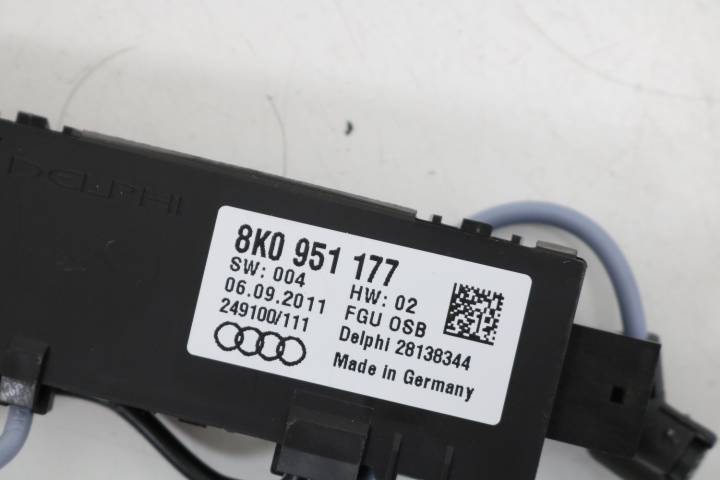 DELPHI
8K0 951 177
SW: 004 HW: 02
06.09.2011 FGU OSB
249100/111 Delphi 28138344
Made in Germany